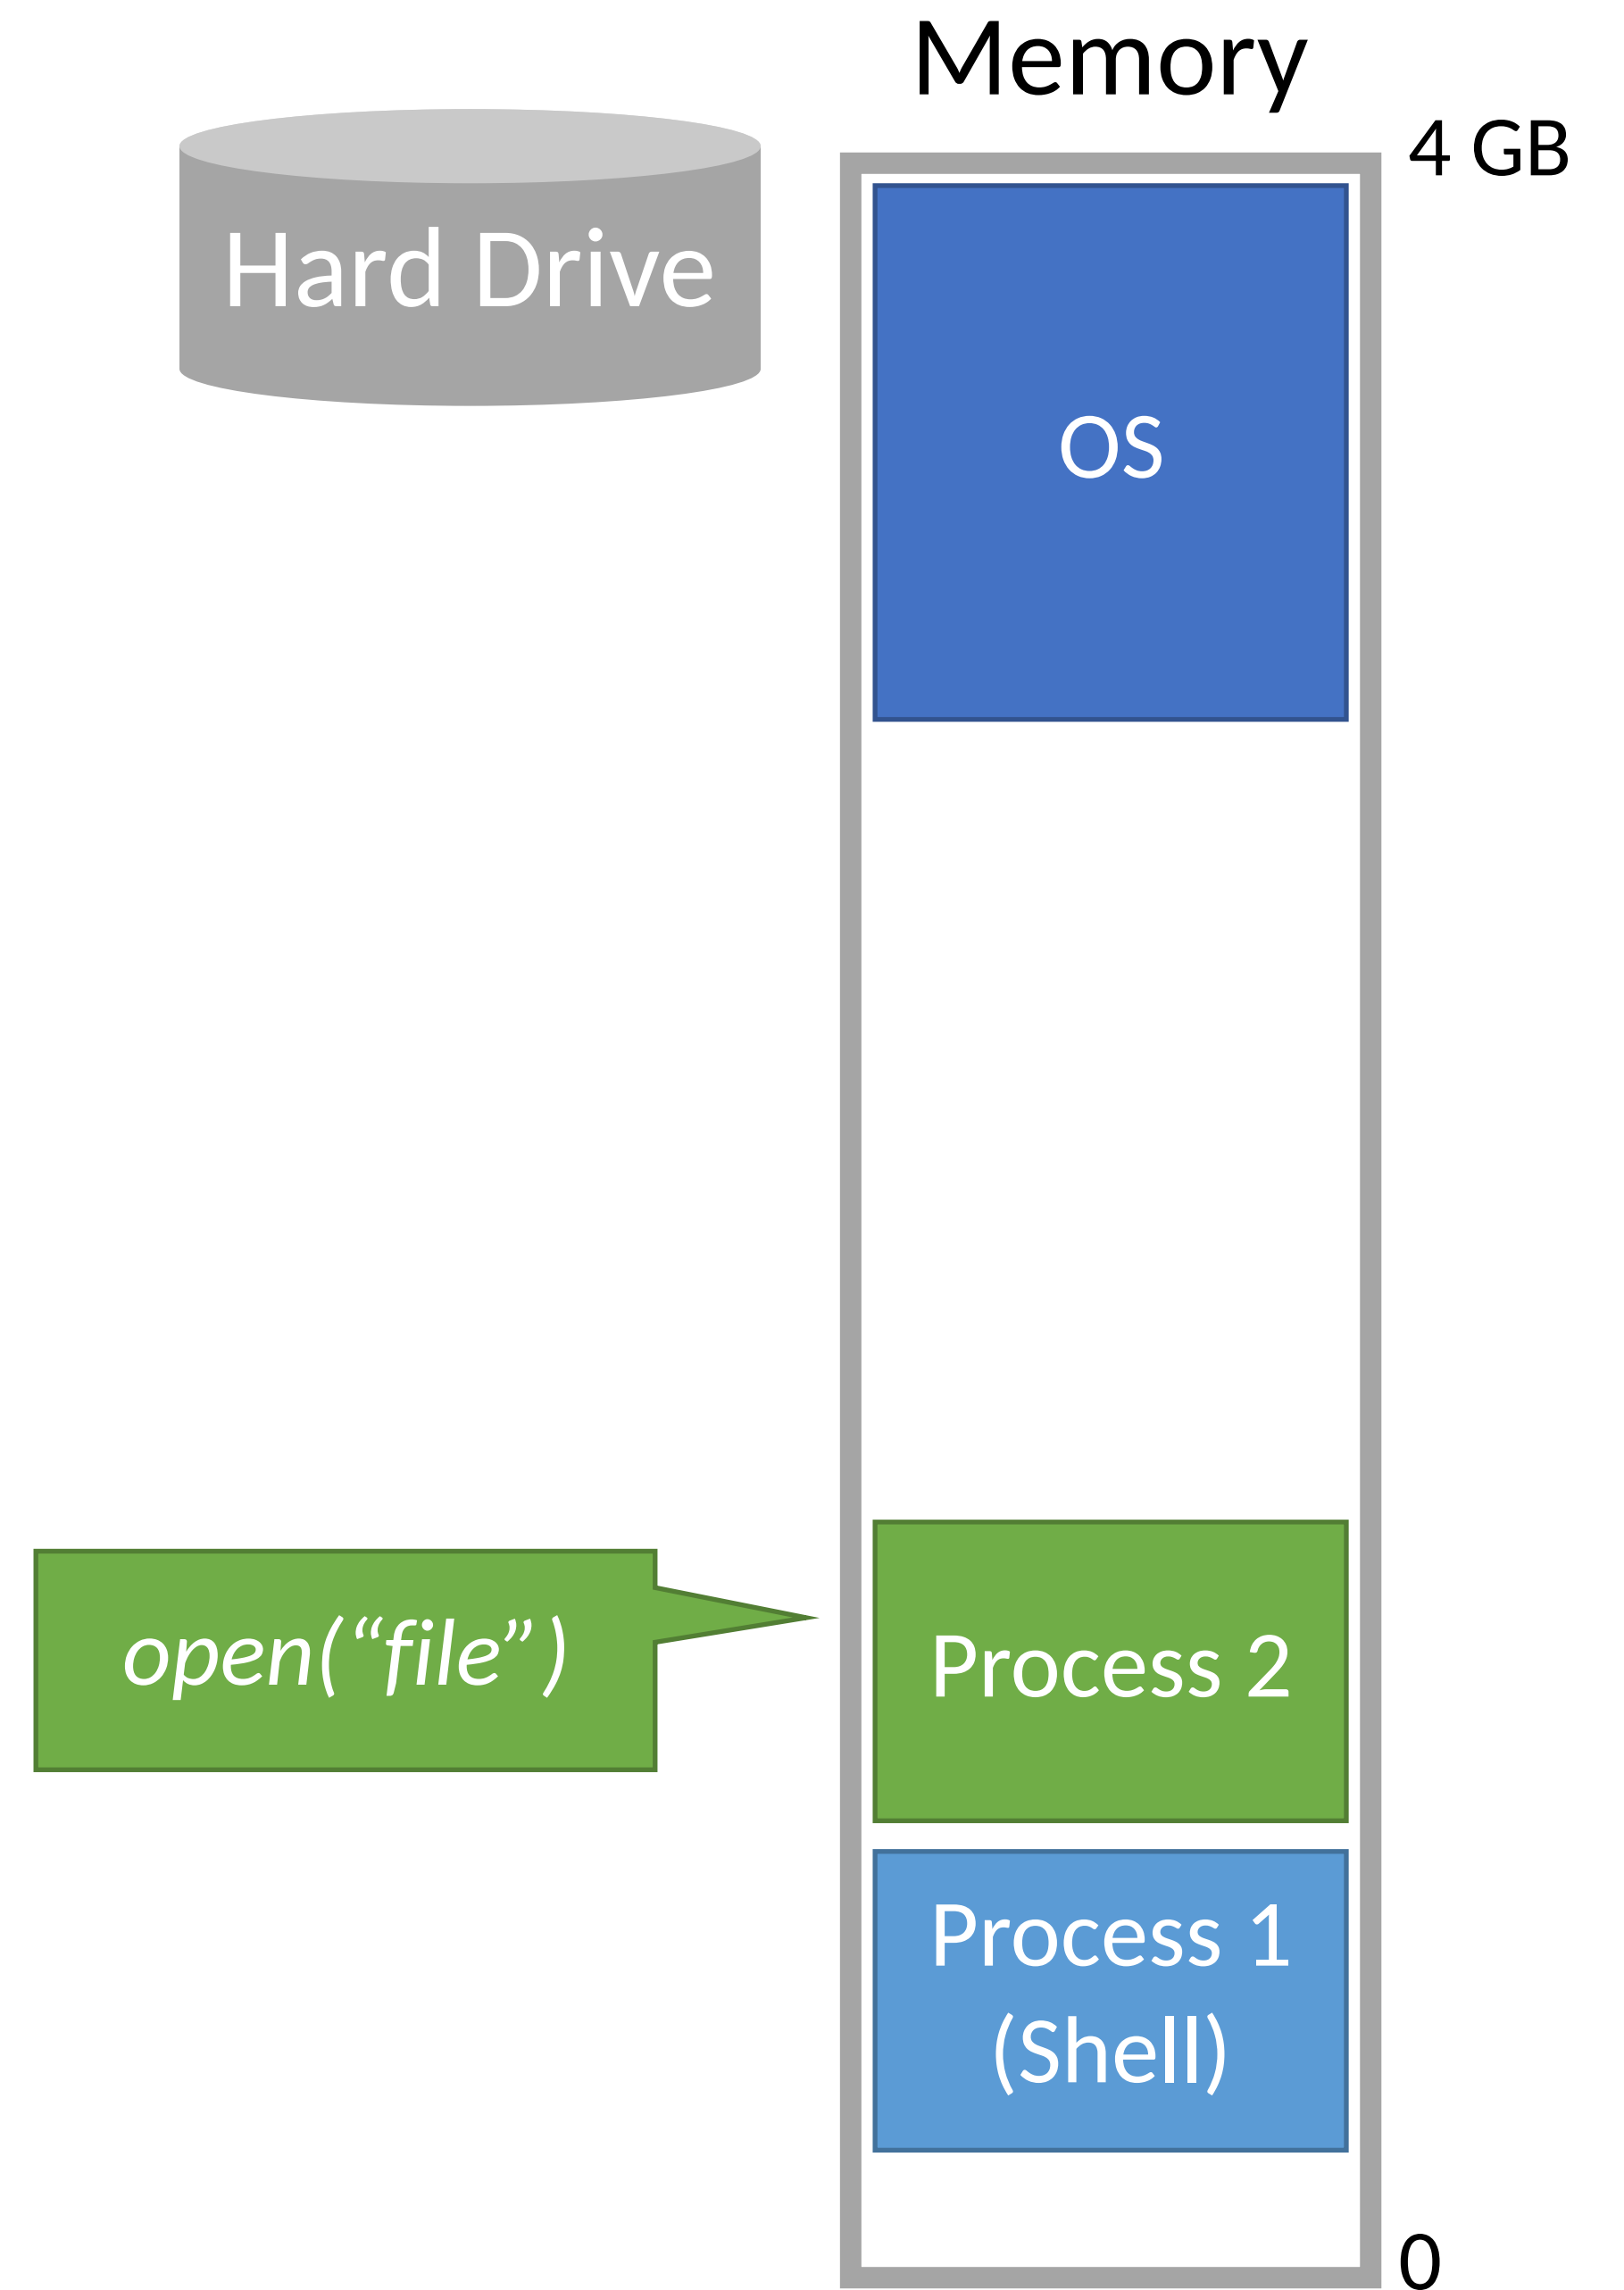 Memory
4 GB
Hard Drive
OS
open(“file”)
Process 2
Process 1
(Shell)
0